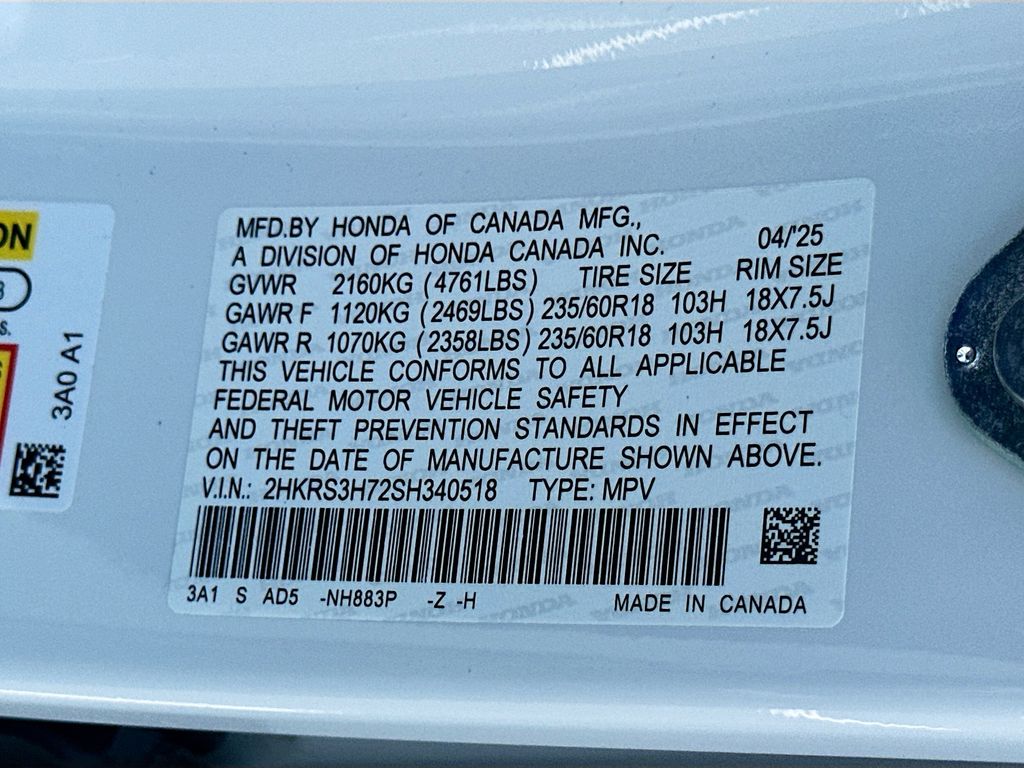 ON
3
S.
3A0 A1
MFD.BY HONDA OF CANADA MFG.,
A DIVISION OF HONDA CANADA INC. 04/'25
GVWR 2160KG (4761LBS) TIRE SIZE RIM SIZE
GAWR F 1120KG (2469LBS) 235/60R18 103H 18X7.5J
GAWR R 1070KG (2358LBS) 235/60R18 103H 18X7.5J
THIS VEHICLE CONFORMS TO ALL APPLICABLE
FEDERAL MOTOR VEHICLE SAFETY
AND THEFT PREVENTION STANDARDS IN EFFECT
ON THE DATE OF MANUFACTURE SHOWN ABOVE.
V.I.N.: 2HKRS3H72SH340518 TYPE: MPV
3A1 S AD5 -NH883P -Z -H MADE IN CANADA